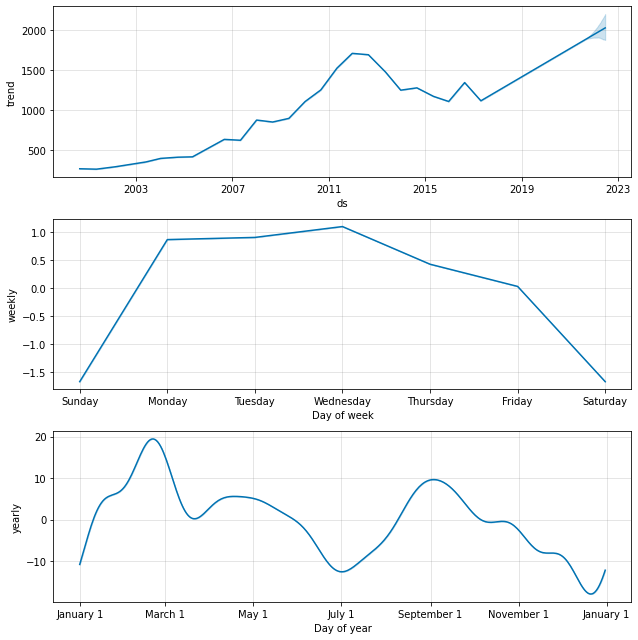 2000
1500
1000
500
trend
2003 2007 2011 2015 2019 2023
ds
1.0
0.5
0.0
−0.5
−1.0
−1.5
weekly
Sunday Monday Tuesday Wednesday Thursday Friday Saturday
Day of week
20
10
0
−10
yearly
January 1 March 1 May 1 July 1 September 1 November 1 January 1
Day of year